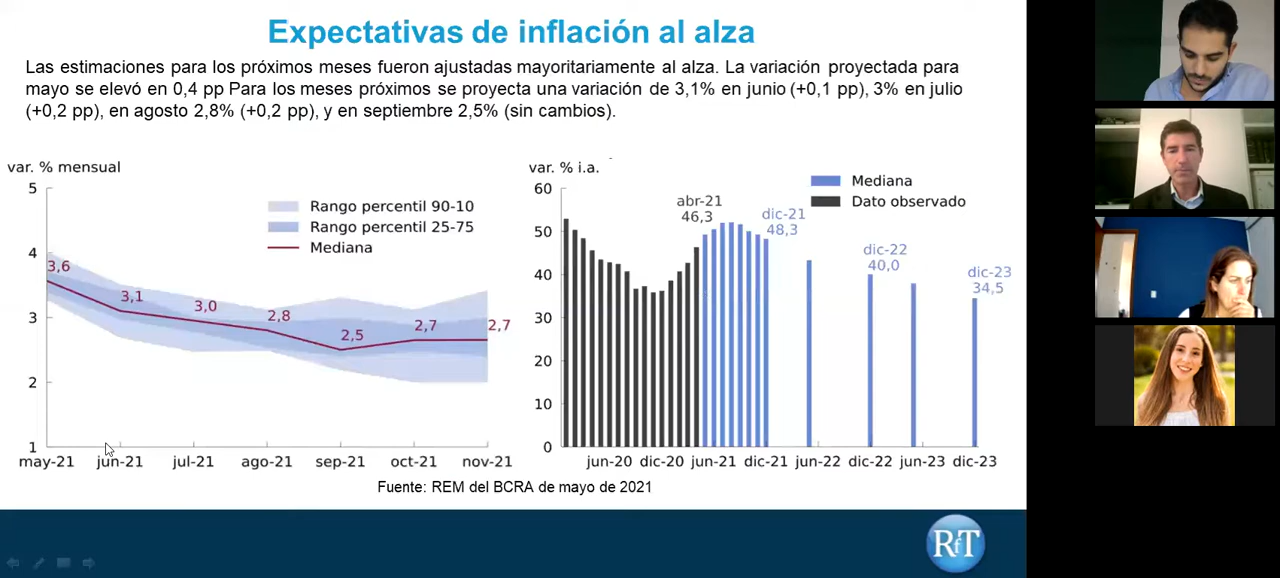 Expectativas de inflación al alza
Las estimaciones para los próximos meses fueron ajustadas mayoritariamente al alza. La variación proyectada para
mayo se elevó en 0,4 pp Para los meses próximos se proyecta una variación de 3,1% en junio (+0,1 pp), 3% en julio
(+0,2 pp), en agosto 2,8% (+0,2 pp), y en septiembre 2,5% (sin cambios).
var. % mensual
5
4
3
2
1
Rango percentil 90-10
Rango percentil 25-75
Mediana
3,6
3,1
3,0
2,8
2,5
2,7
2,7
may-21 jun-21 jul-21 ago-21 sep-21 oct-21 nov-21
var. % i.a.
60
50
40
30
20
10
0
Mediana
Dato observado
abr-21
46,3
dic-21
48,3
dic-22
40,0
dic-23
34,5
jun-20 dic-20 jun-21 dic-21 jun-22 dic-22 jun-23 dic-23
Fuente: REM del BCRA de mayo de 2021
RfT